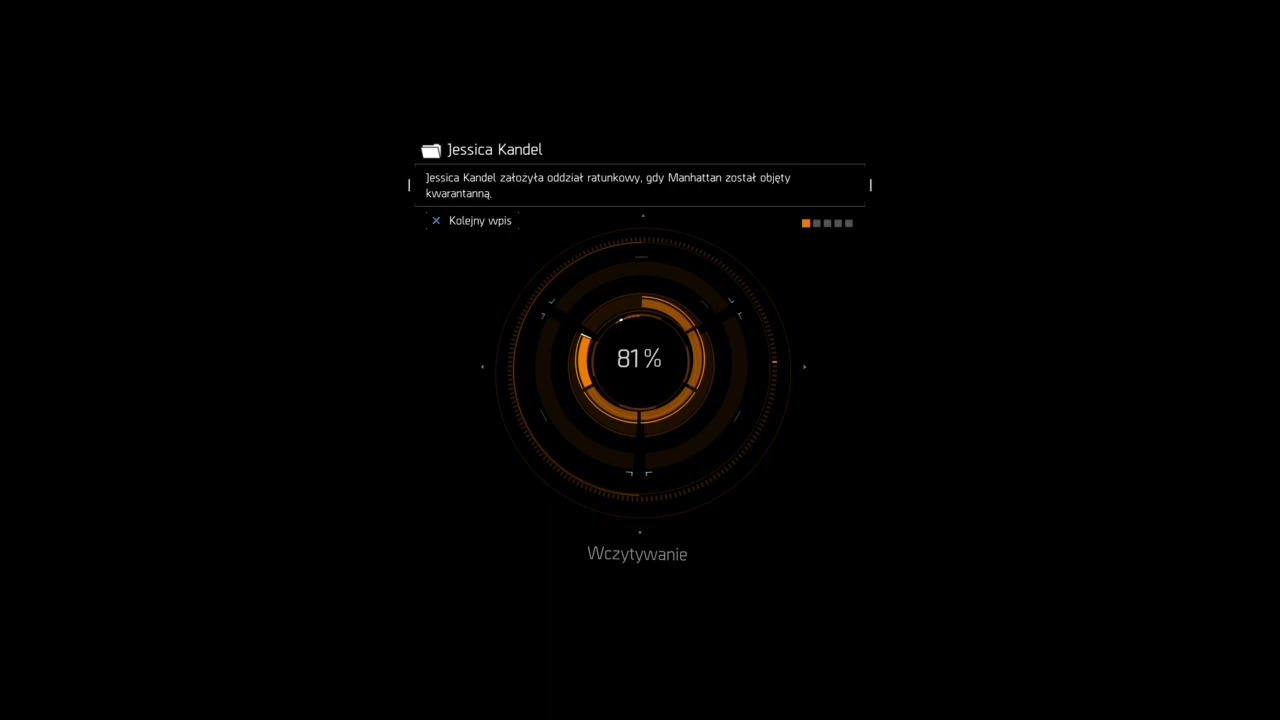 Jessica Kandel
Jessica Kandel założyła oddział ratunkowy, gdy Manhattan został objęty
kwarantanną.
Kolejny wpis
81%
Wczytywanie